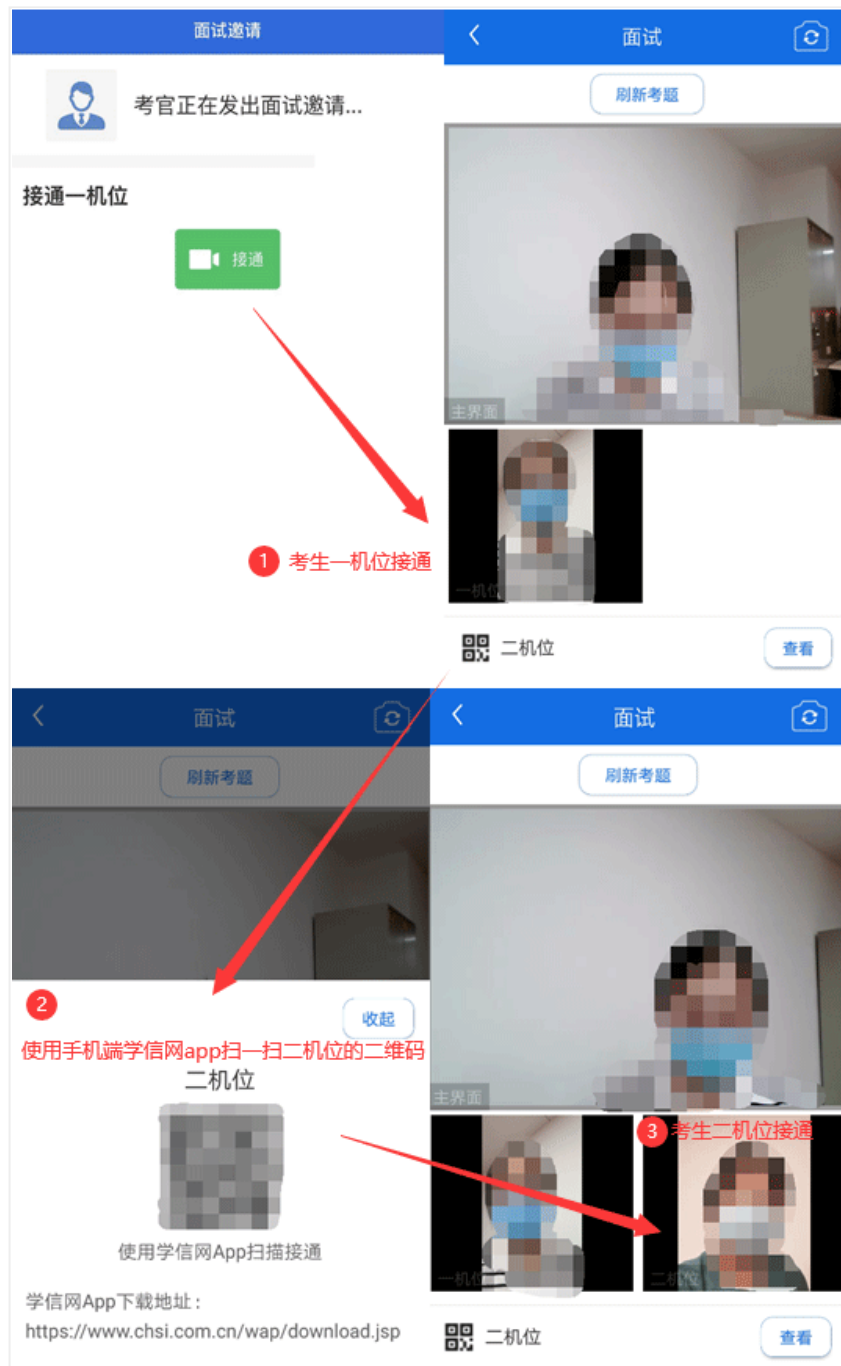 面试邀请
考官正在发出面试邀请...
接通一机位
接通
1 考生一机位接通
面试
刷新考题
主界面
一机位
二机位
查看
面试
刷新考题
2
收起
使用手机端学信网app扫一扫二机位的二维码
二机位
使用学信网App扫描接通
学信网App下载地址：
https://www.chsi.com.cn/wap/download.jsp
面试
刷新考题
主界面
3 考生二机位接通
一机位
二机位
二机位
查看